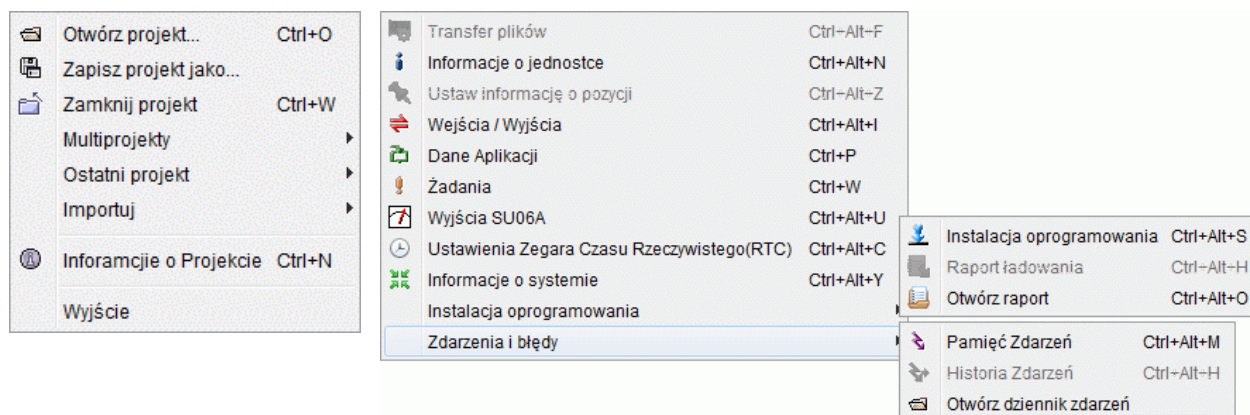 Otwórz projekt... Ctrl+O
Zapisz projekt jako...
Zamknij projekt Ctrl+W
Multiprojekty
Ostatni projekt
Importuj
Inforamcjie o Projekcie Ctrl+N
Wyjście
Transfer plików Ctrl-Alt-F
Informacje o jednostce Ctrl+Alt+N
Ustaw informację o pozycji Ctrl-Alt-Z
Wejścia / Wyjścia Ctrl+Alt+I
Dane Aplikacji Ctrl+P
Żadania Ctrl+W
Wyjścia SU06A Ctrl+Alt+U
Ustawienia Zegara Czasu Rzeczywistego(RTC) Ctrl+Alt+C
Informacje o systemie Ctrl+Alt+Y
Instalacja oprogramowania
Zdarzenia i błędy
Instalacja oprogramowania Ctrl+Alt+S
Raport ładowania Ctrl-Alt-H
Otwórz raport Ctrl+Alt+O
Pamięć Zdarzeń Ctrl+Alt+M
Historia Zdarzeń Ctrl-Alt-H
Otwórz dziennik zdarzeń